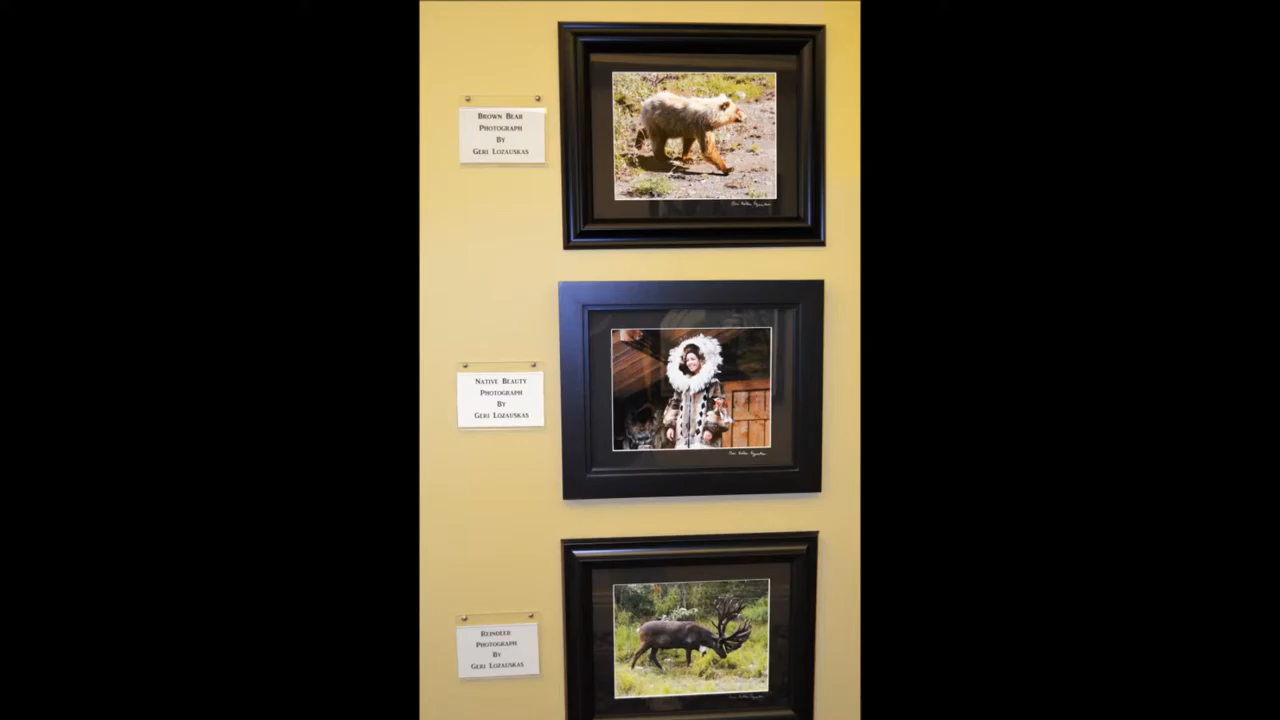 BROWN BEAR
PHOTOGRAPH
BY
GERI LOZAUSKAS
NATIVE BEAUTY
PHOTOGRAPH
BY
GERI LOZAUSKAS
REINDEER
PHOTOGRAPH
BY
GERI LOZAUSKAS